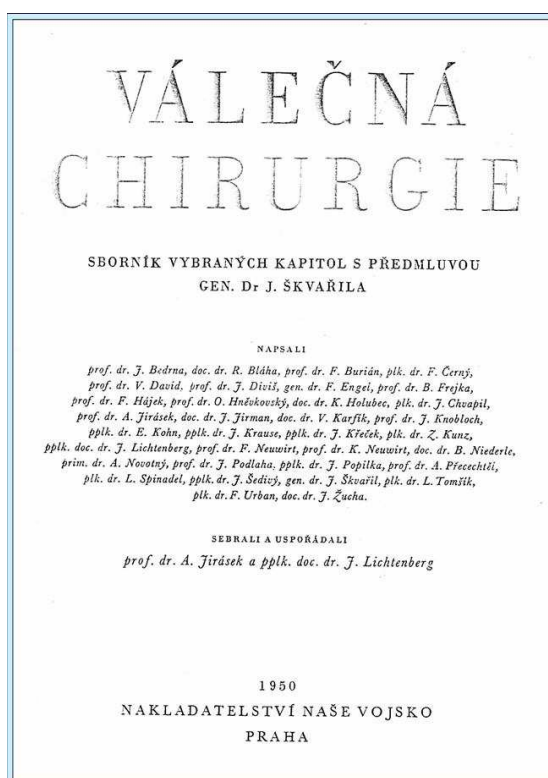 VÁLEČNÁ
CHIRURGIE
SBORNÍK VYBRANÝCH KAPITOL S PŘEDMLUVOU
GEN. Dr J. ŠKVAŘILA
NAPSALI
prof. dr. J. Bedrna, doc. dr. R. Bláha, prof. dr. F. Burián, plk. dr. F. Černý,
prof. dr. V. David, prof. dr. J. Diviš, gen. dr. F. Engel, prof. dr. B. Frejka,
prof. dr. F. Hájek, prof. dr. O. Hněvkovský, doc. dr. K. Holubec, plk. dr. J. Chvapil,
prof. dr. A. Jirásek, doc. dr. J. Jirman, doc. dr. V. Karfík, prof. dr. J. Knobloch,
pplk. dr. E. Kohn, pplk. dr. J. Krause, pplk. dr. J. Křeček, plk. dr. Z. Kunz,
pplk. doc. dr. J. Lichtenberg, prof. dr. F. Neuwirt, prof. dr. K. Neuwirt, doc. dr. B. Niederle,
prim. dr. A. Novotný, prof. dr. J. Podlaha, pplk. dr. J. Popilka, prof. dr. A. Přecechtěl,
plk. dr. L. Spinadel, pplk. dr. J. Šedivý, gen. dr. J. Škvařil, plk. dr. L. Tomšík,
plk. dr. F. Urban, doc. dr. J. Žucha.
SEBRALI A USPOŘÁDALI
prof. dr. A. Jirásek a pplk. doc. dr. J. Lichtenberg
1950
NAKLADATELSTVÍ NAŠE VOJSKO
PRAHA